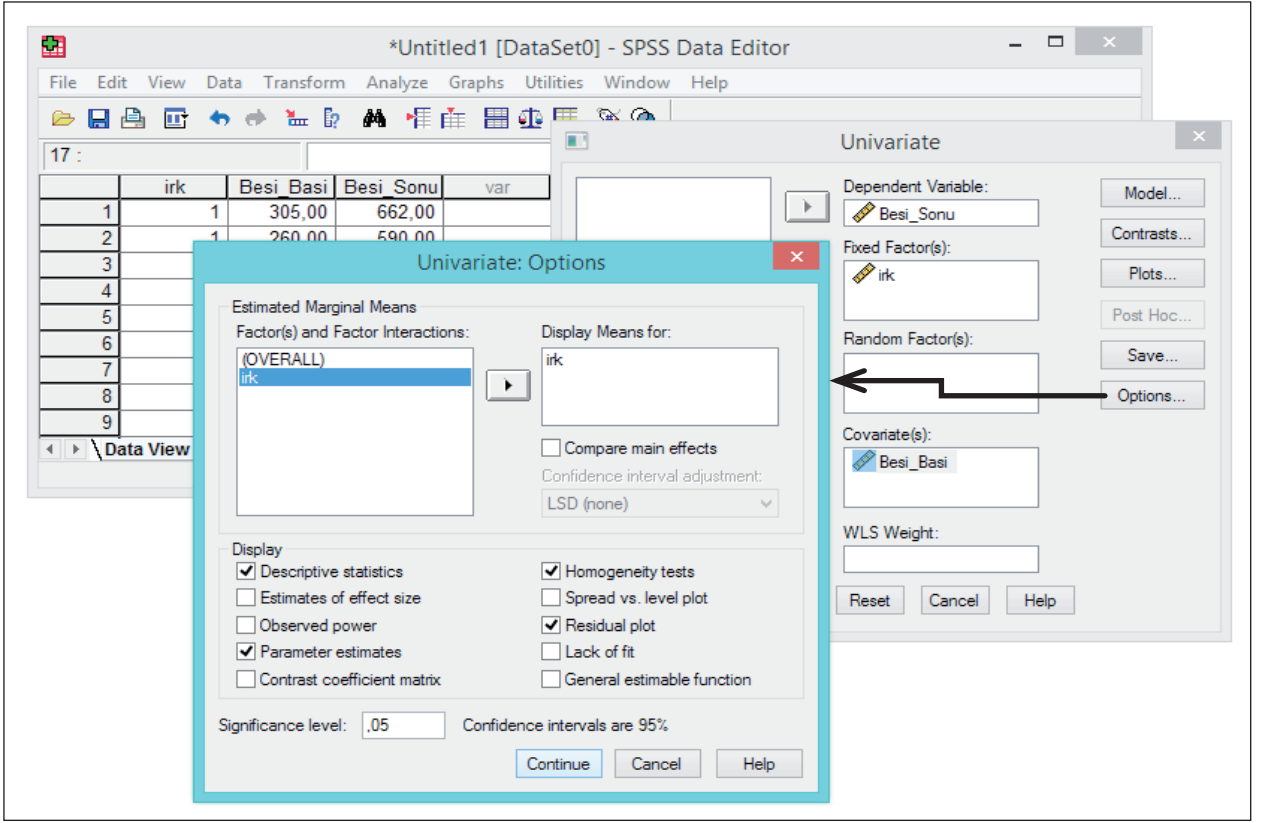 *Untitled1 [DataSet0] - SPSS Data Editor
File Edit View Data Transform Analyze Graphs Utilities Window Help
17 :
irk Besi_Basi Besi_Sonu var
1 1 305,00 662,00
2 1 260,00 590,00
3
4
5
6
7
8
9
Data View
Univariate
Dependent Variable:
Besi_Sonu
Fixed Factor(s):
irk
Random Factor(s):
Covariate(s):
Besi_Basi
WLS Weight:
Model...
Contrasts...
Plots...
Post Hoc...
Save...
Options...
Reset Cancel Help
Univariate: Options
Estimated Marginal Means
Factor(s) and Factor Interactions:
(OVERALL)
irk
Display Means for:
irk
Compare main effects
Confidence interval adjustment:
LSD (none)
Display
Descriptive statistics
Estimates of effect size
Observed power
Parameter estimates
Contrast coefficient matrix
Homogeneity tests
Spread vs. level plot
Residual plot
Lack of fit
General estimable function
Significance level: ,05 Confidence intervals are 95%
Continue Cancel Help